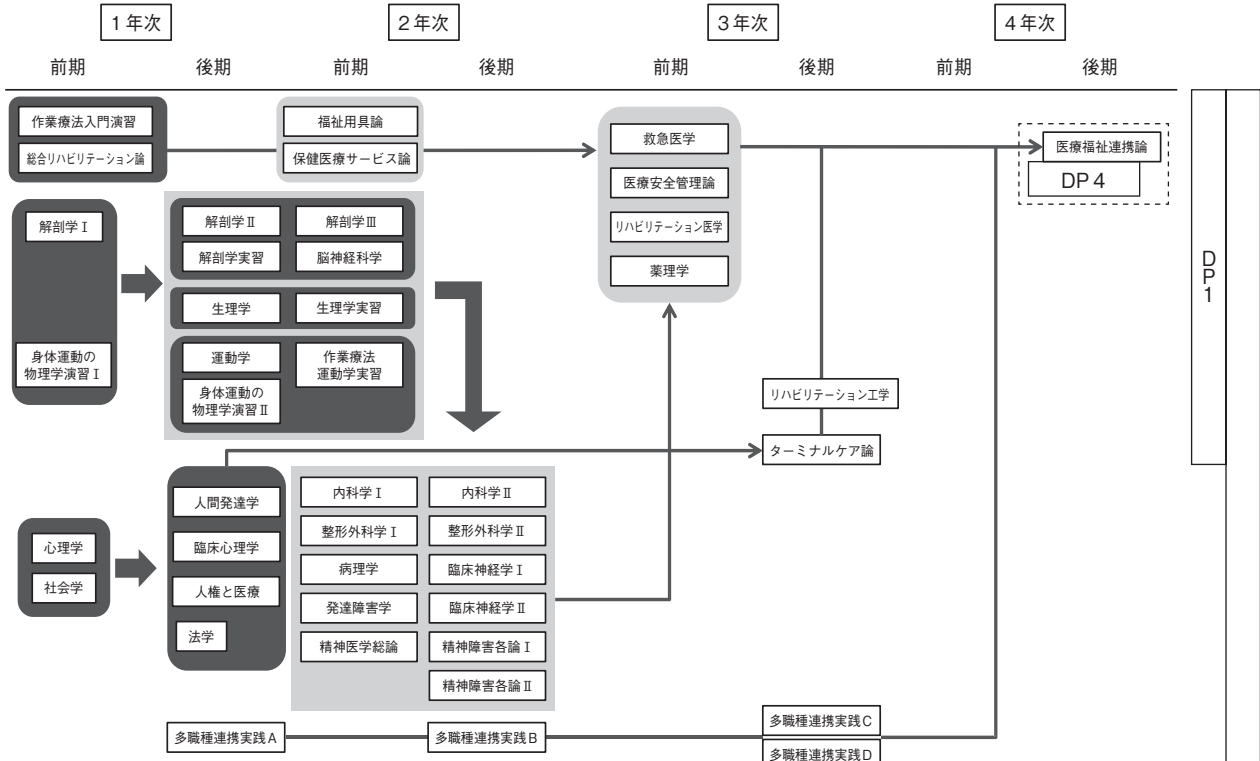 1年次
2年次
3年次
4年次
前期
後期
前期
後期
前期
後期
前期
後期
作業療法入門演習
総合リハビリテーション論
福祉用具論
保健医療サービス論
救急医学
医療安全管理論
リハビリテーション医学
薬理学
医療福祉連携論
DP4
DP1
解剖学Ⅰ
身体運動の
物理学演習Ⅰ
解剖学Ⅱ
解剖学Ⅲ
解剖学実習
脳神経科学
生理学
生理学実習
運動学
作業療法
運動学実習
身体運動の
物理学演習Ⅱ
リハビリテーション工学
ターミナルケア論
心理学
社会学
人間発達学
臨床心理学
人権と医療
法学
内科学Ⅰ
内科学Ⅱ
整形外科学Ⅰ
整形外科学Ⅱ
病理学
臨床神経学Ⅰ
発達障害学
臨床神経学Ⅱ
精神医学総論
精神障害各論Ⅰ
精神障害各論Ⅱ
多職種連携実践A
多職種連携実践B
多職種連携実践C
多職種連携実践D